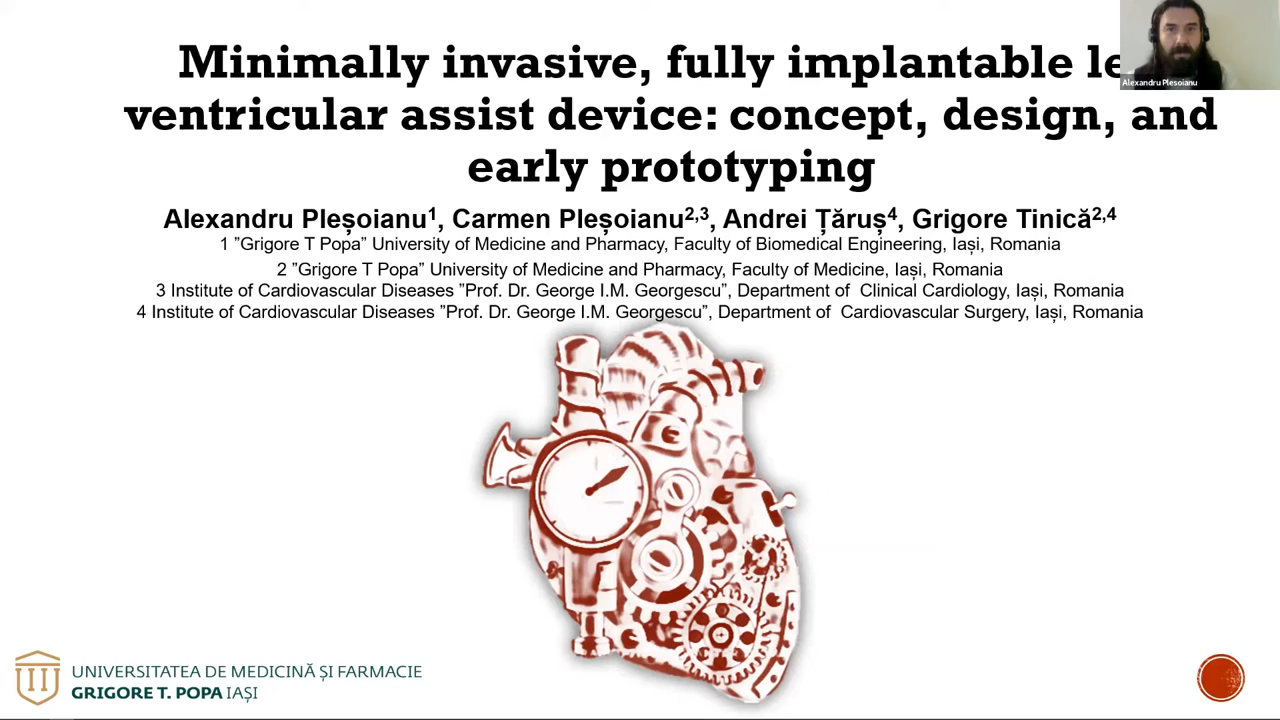 Minimally invasive, fully implantable le
ventricular assist device: concept, design, and
early prototyping
Alexandru Pleșoianu1, Carmen Pleșoianu2,3, Andrei Țăruș4, Grigore Tinică2,4
1 ”Grigore T Popa” University of Medicine and Pharmacy, Faculty of Biomedical Engineering, Iași, Romania
2 ”Grigore T Popa” University of Medicine and Pharmacy, Faculty of Medicine, Iași, Romania
3 Institute of Cardiovascular Diseases ”Prof. Dr. George I.M. Georgescu”, Department of Clinical Cardiology, Iași, Romania
4 Institute of Cardiovascular Diseases ”Prof. Dr. George I.M. Georgescu”, Department of Cardiovascular Surgery, Iași, Romania
Alexandru Plesoianu
UNIVERSITATEA DE MEDICINĂ ȘI FARMACIE
GRIGORE T. POPA IAȘI